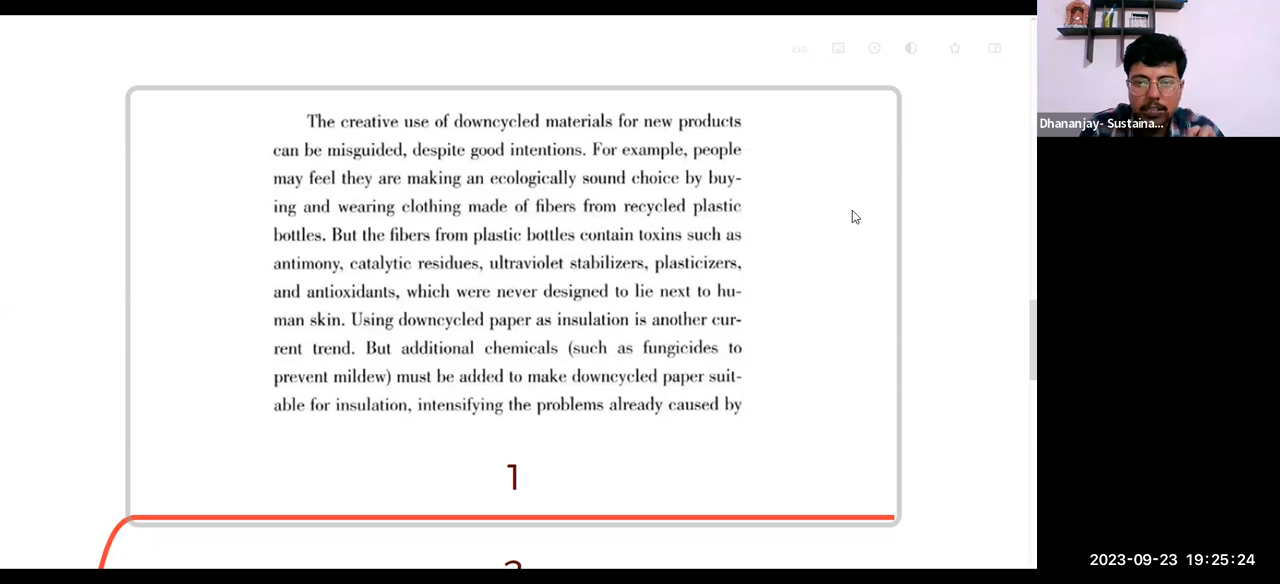 Exit
The creative use of downcycled materials for new products
can be misguided, despite good intentions. For example, people
may feel they are making an ecologically sound choice by buy-
ing and wearing clothing made of fibers from recycled plastic
bottles. But the fibers from plastic bottles contain toxins such as
antimony, catalytic residues, ultraviolet stabilizers, plasticizers,
and antioxidants, which were never designed to lie next to hu-
man skin. Using downcycled paper as insulation is another cur-
rent trend. But additional chemicals (such as fungicides to
prevent mildew) must be added to make downcycled paper suit-
able for insulation, intensifying the problems already caused by
1
Dhananjay- Sustaina...
2023-09-23 19:25:24